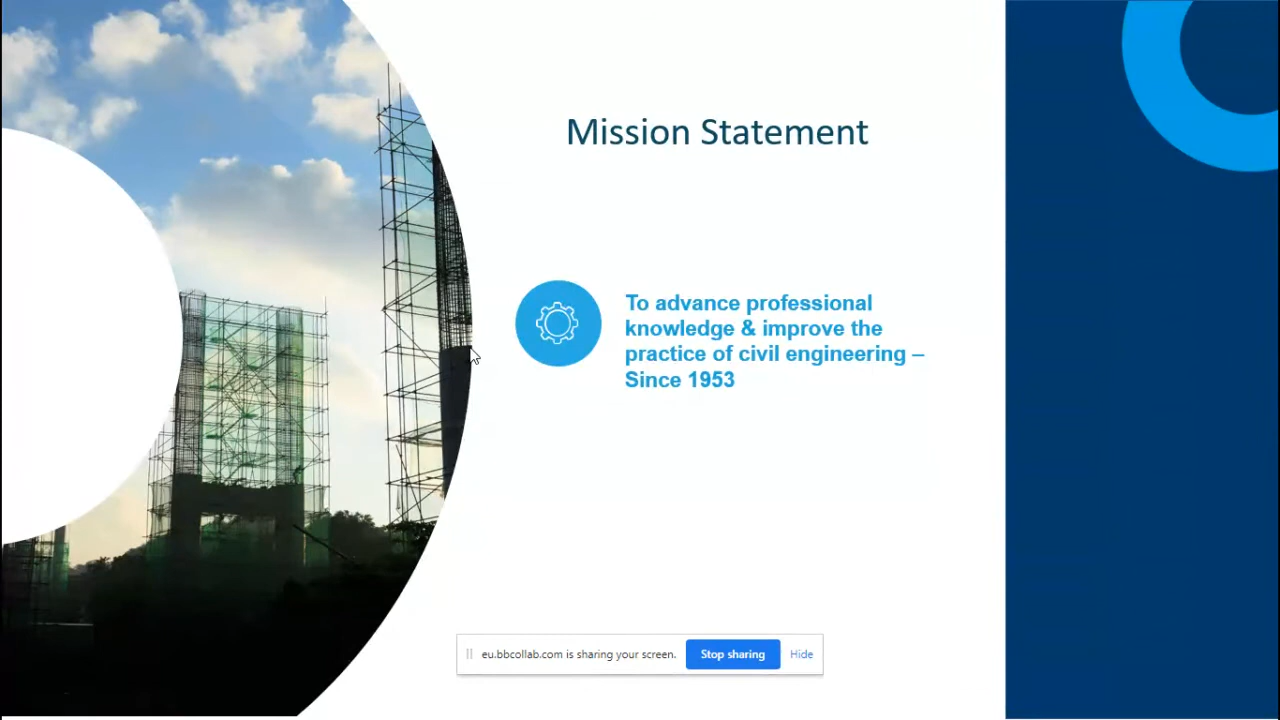 Mission Statement
To advance professional
knowledge & improve the
practice of civil engineering –
Since 1953
eu.bbcollab.com is sharing your screen.
Stop sharing
Hide